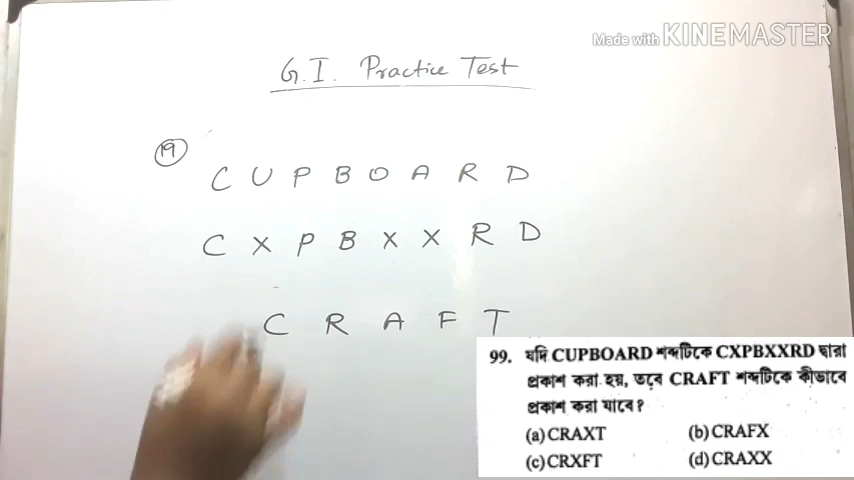 Made with KINEMASTER
G.I. Practice Test
19
C U P B O A R D
C X P B X X R D
C R A F T
99. যদি CUPBOARD শব্দটিকে CXPBXXRD দ্বারা
প্রকাশ করা হয়, তবে CRAFT শব্দটিকে কীভাবে
প্রকাশ করা যাবে?
(a) CRAXT (b) CRAFX
(c) CRXFT (d) CRAXX